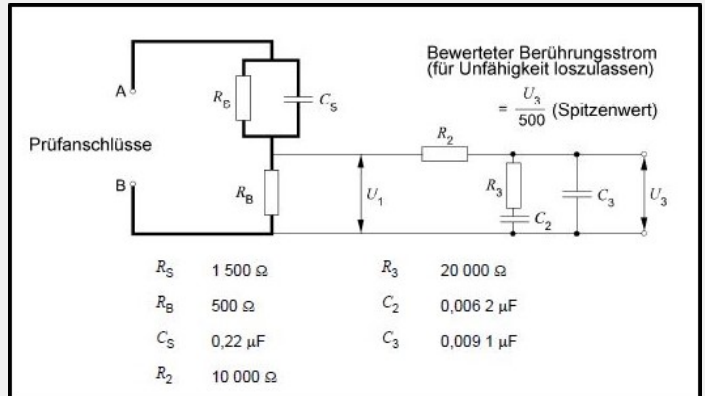 Bewerteter Berührungsstrom
(für Unfähigkeit loszulassen)
= U3/500 (Spitzenwert)
A
RS
CS
R2
Prüfanschlüsse
B
RB
U1
R3
C2
C3
U3
RS 1 500 Ω R3 20 000 Ω
RB 500 Ω C2 0,006 2 µF
CS 0,22 µF C3 0,009 1 µF
R2 10 000 Ω